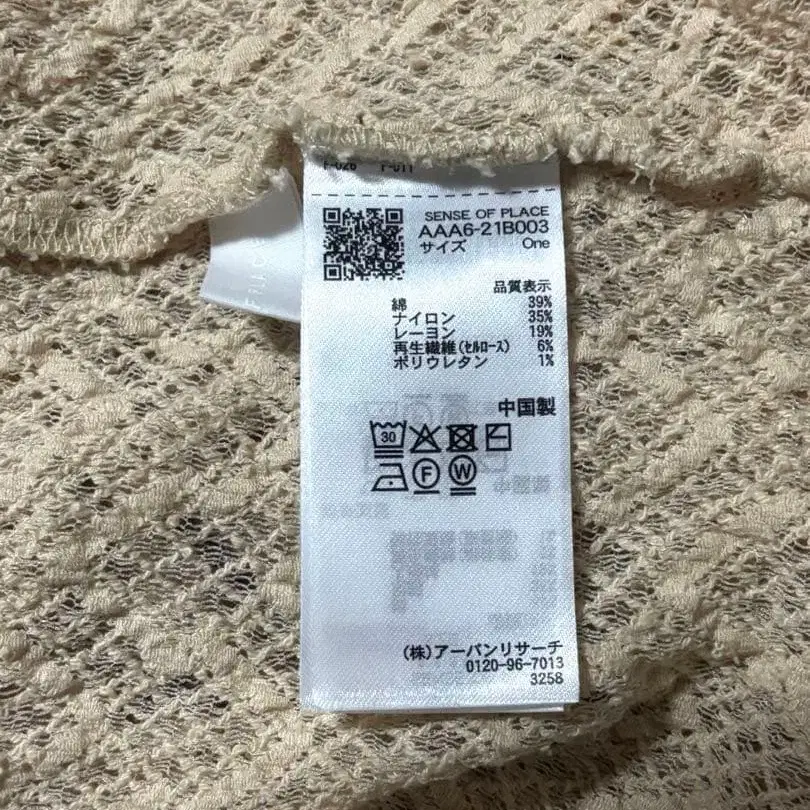 F-026 F-011
SENSE OF PLACE
AAA6-21B003
サイズ One
品質表示
綿 39%
ナイロン 35%
レーヨン 19%
再生繊維(ｾﾙﾛｰｽ) 6%
ポリウレタン 1%
中国製
30
F W
(株)アーバンリサーチ
0120-96-7013
3258